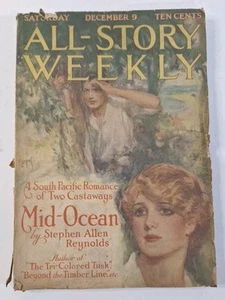 SATURDAY DECEMBER 9 TEN CENTS
ALL-STORY
WEEKLY
A South Pacific Romance
of Two Castaways
Mid-Ocean
by Stephen Allen
Reynolds
Author of
"The Tri-Colored Tusk"
"Beyond the Timber Line," etc.